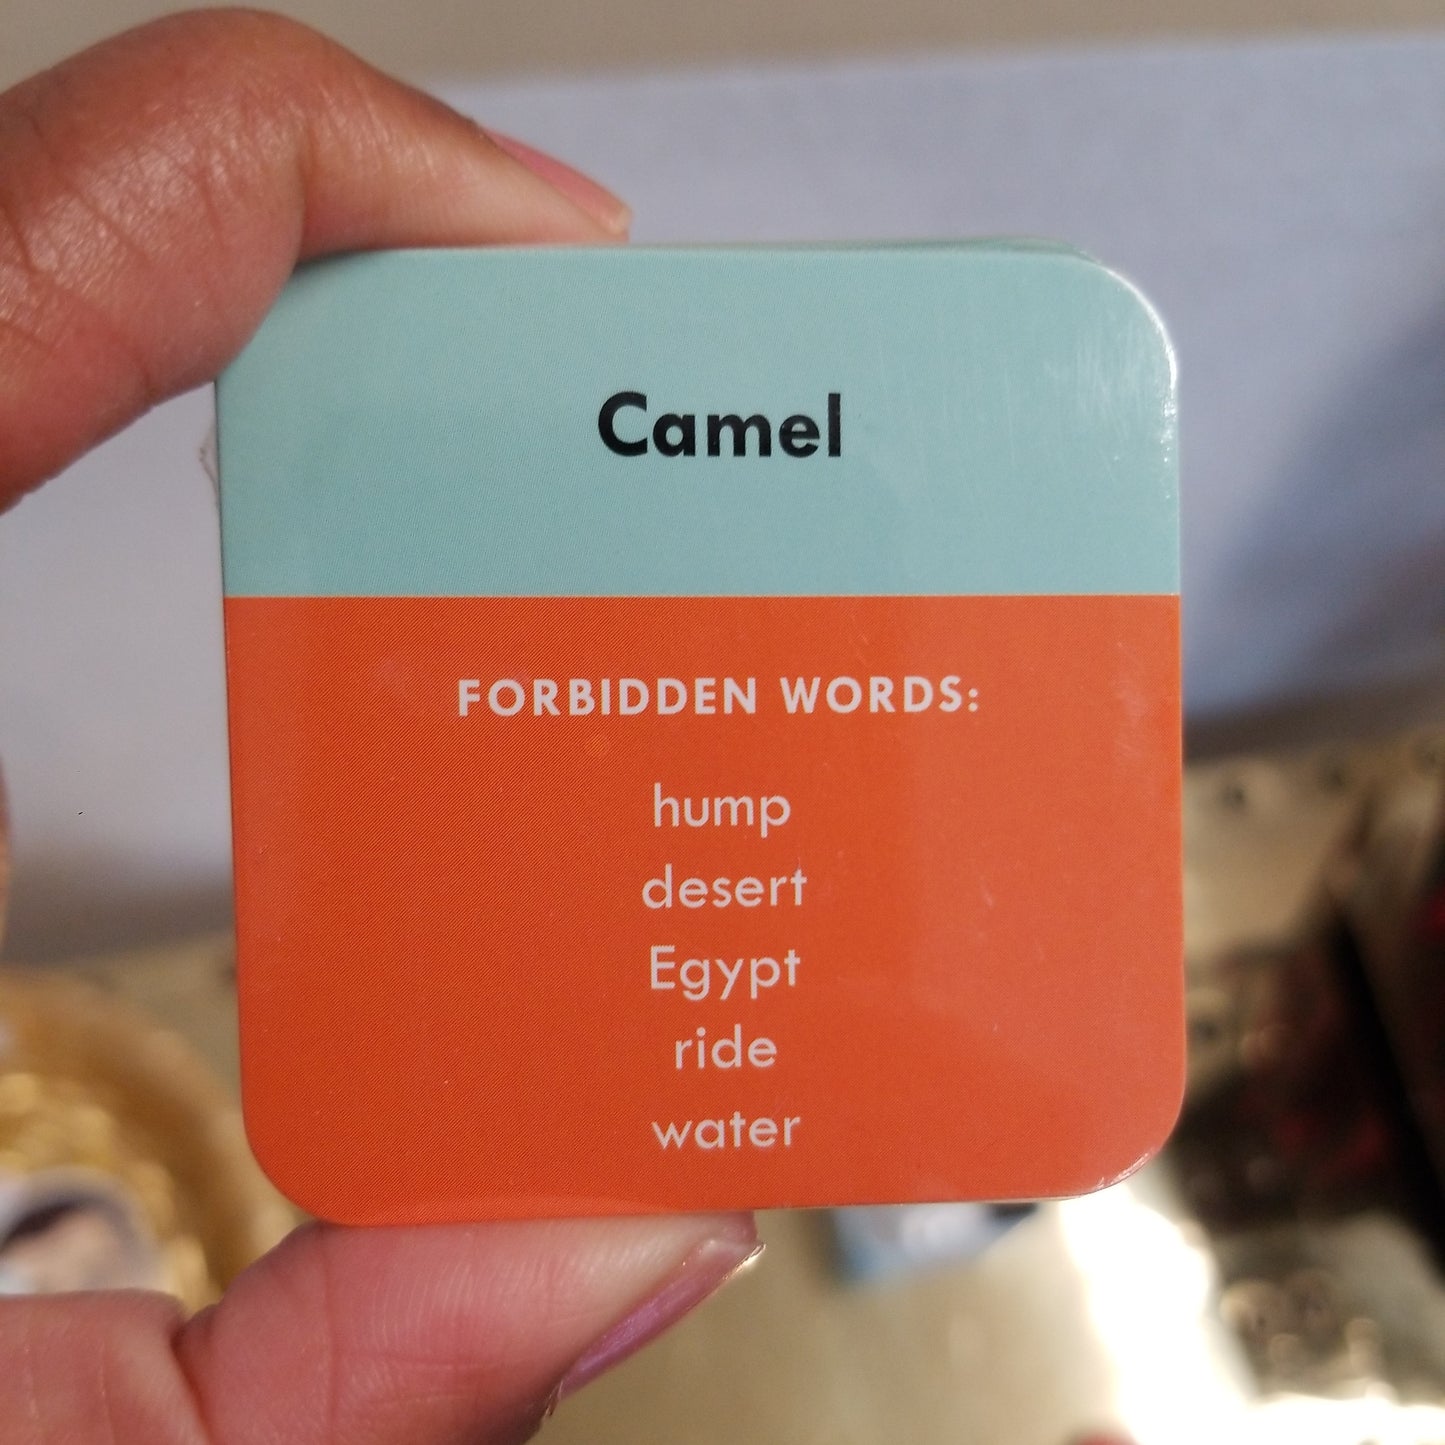 Camel
FORBIDDEN WORDS:
hump
desert
Egypt
ride
water